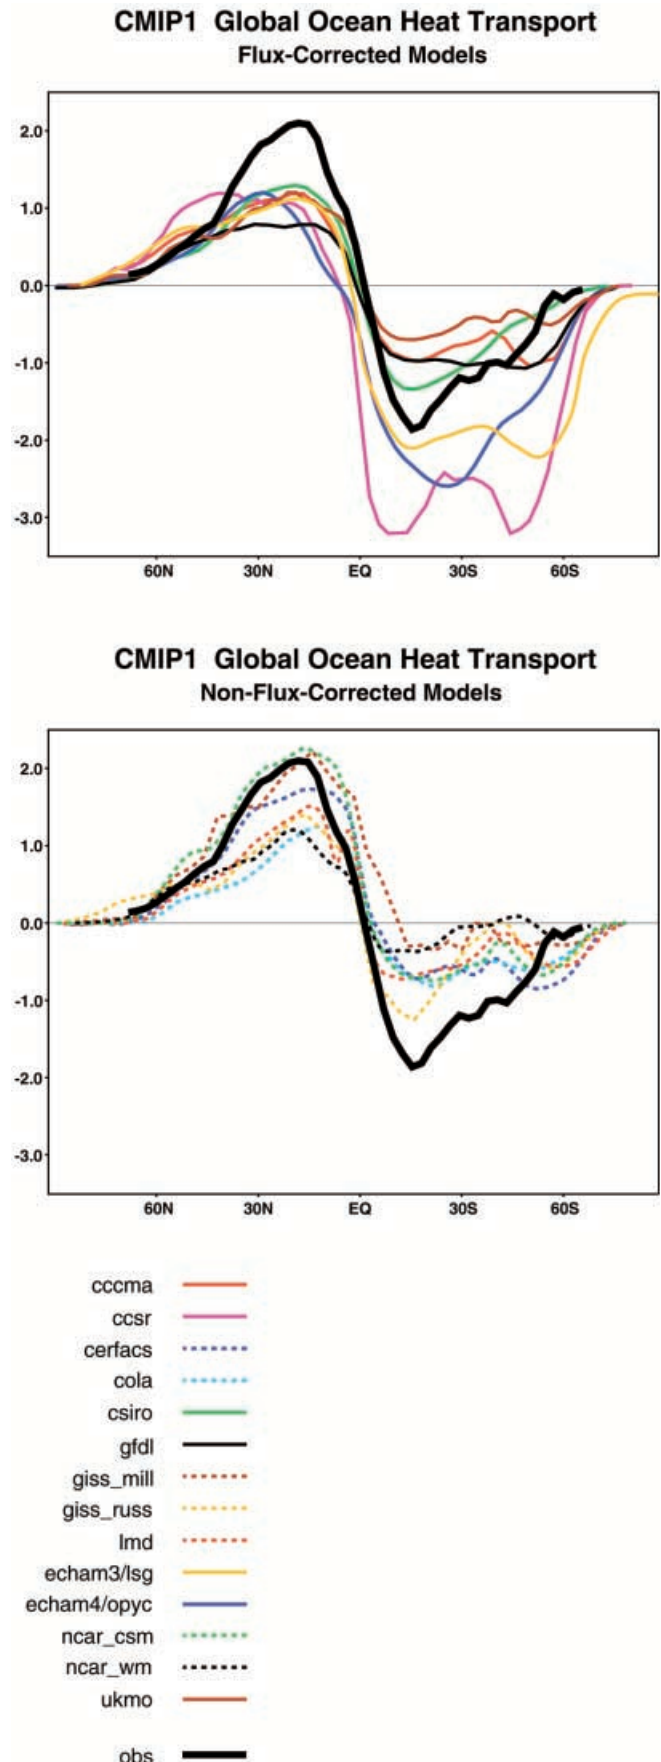 CMIP1 Global Ocean Heat Transport
Flux-Corrected Models
2.0
1.0
0.0
-1.0
-2.0
-3.0
60N 30N EQ 30S 60S
CMIP1 Global Ocean Heat Transport
Non-Flux-Corrected Models
2.0
1.0
0.0
-1.0
-2.0
-3.0
60N 30N EQ 30S 60S
cccma
ccsr
cerfacs
cola
csiro
gfdl
giss_mill
giss_russ
lmd
echam3/lsg
echam4/opyc
ncar_csm
ncar_wm
ukmo
obs